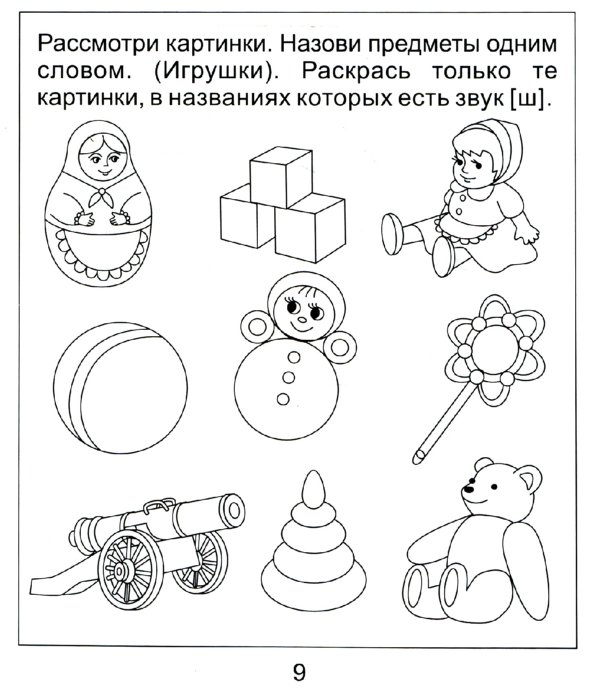 Рассмотри картинки. Назови предметы одним
словом. (Игрушки). Раскрась только те
картинки, в названиях которых есть звук [ш].
9